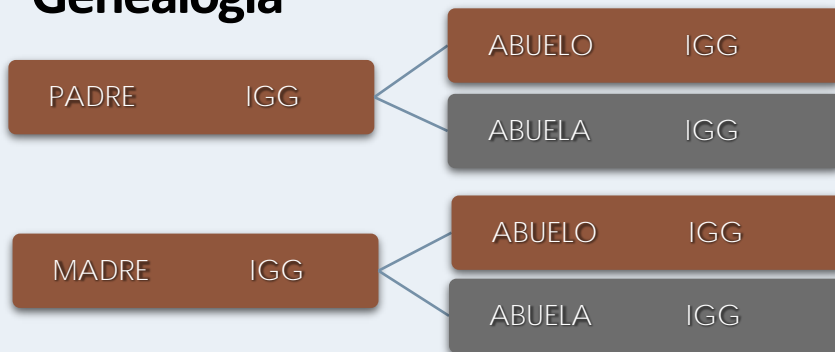 Genealogía
ABUELO IGG
PADRE IGG
ABUELA IGG
ABUELO IGG
MADRE IGG
ABUELA IGG